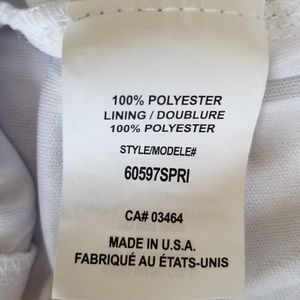 100% POLYESTER
LINING / DOUBLURE
100% POLYESTER
STYLE/MODELE#
60597SPRI
CA# 03464
MADE IN U.S.A.
FABRIQUÉ AU ÉTATS-UNIS